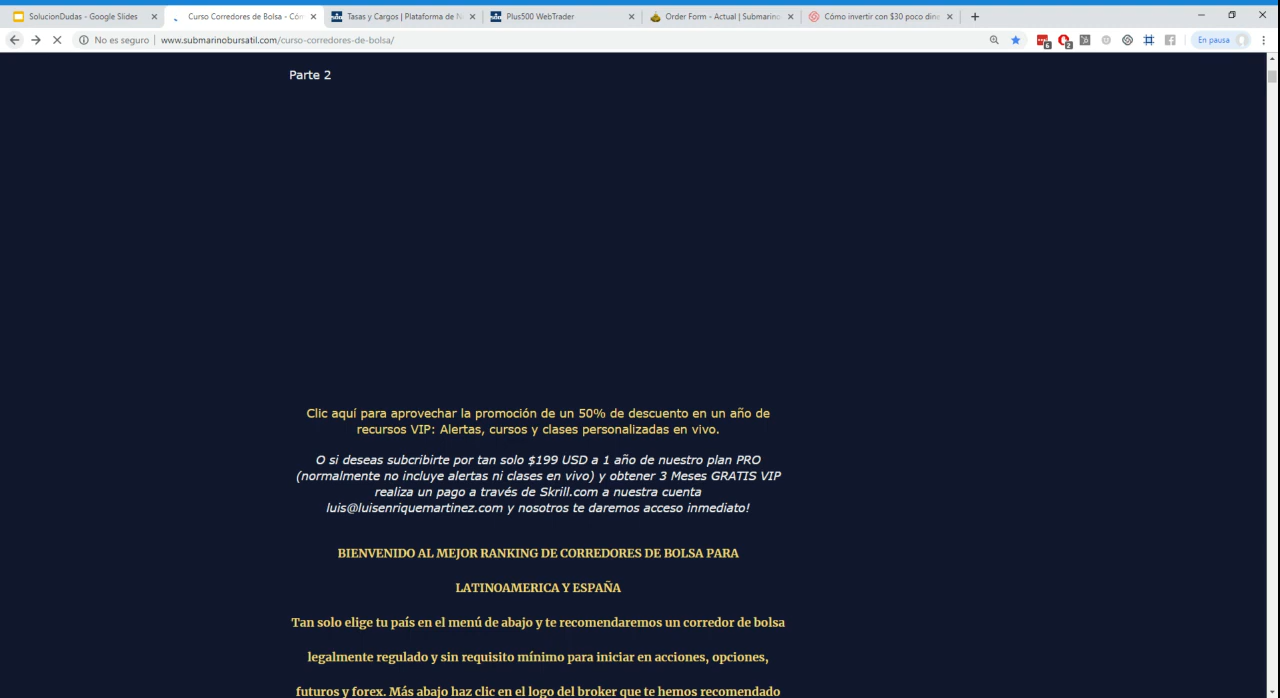 SolucionDudas - Google Slides
Curso Corredores de Bolsa - Cón
Tasas y Cargos | Plataforma de N
Plus500 WebTrader
Order Form - Actual | Submarino
Cómo invertir con $30 poco dine
No es seguro | www.submarinobursatil.com/curso-corredores-de-bolsa/
En pausa
Parte 2
Clic aquí para aprovechar la promoción de un 50% de descuento en un año de
recursos VIP: Alertas, cursos y clases personalizadas en vivo.
O si deseas subcribirte por tan solo $199 USD a 1 año de nuestro plan PRO
(normalmente no incluye alertas ni clases en vivo) y obtener 3 Meses GRATIS VIP
realiza un pago a través de Skrill.com a nuestra cuenta
luis@luisenriquemartinez.com y nosotros te daremos acceso inmediato!
BIENVENIDO AL MEJOR RANKING DE CORREDORES DE BOLSA PARA
LATINOAMERICA Y ESPAÑA
Tan solo elige tu país en el menú de abajo y te recomendaremos un corredor de bolsa
legalmente regulado y sin requisito mínimo para iniciar en acciones, opciones,
futuros y forex. Más abajo haz clic en el logo del broker que te hemos recomendado